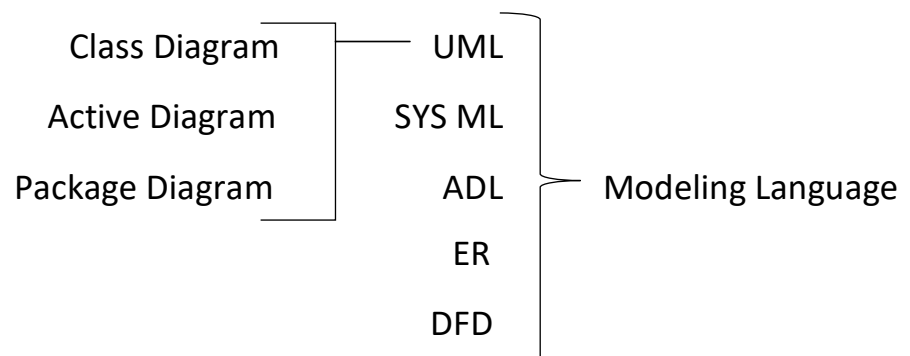 Class Diagram UML
Active Diagram SYS ML
Package Diagram ADL Modeling Language
ER
DFD